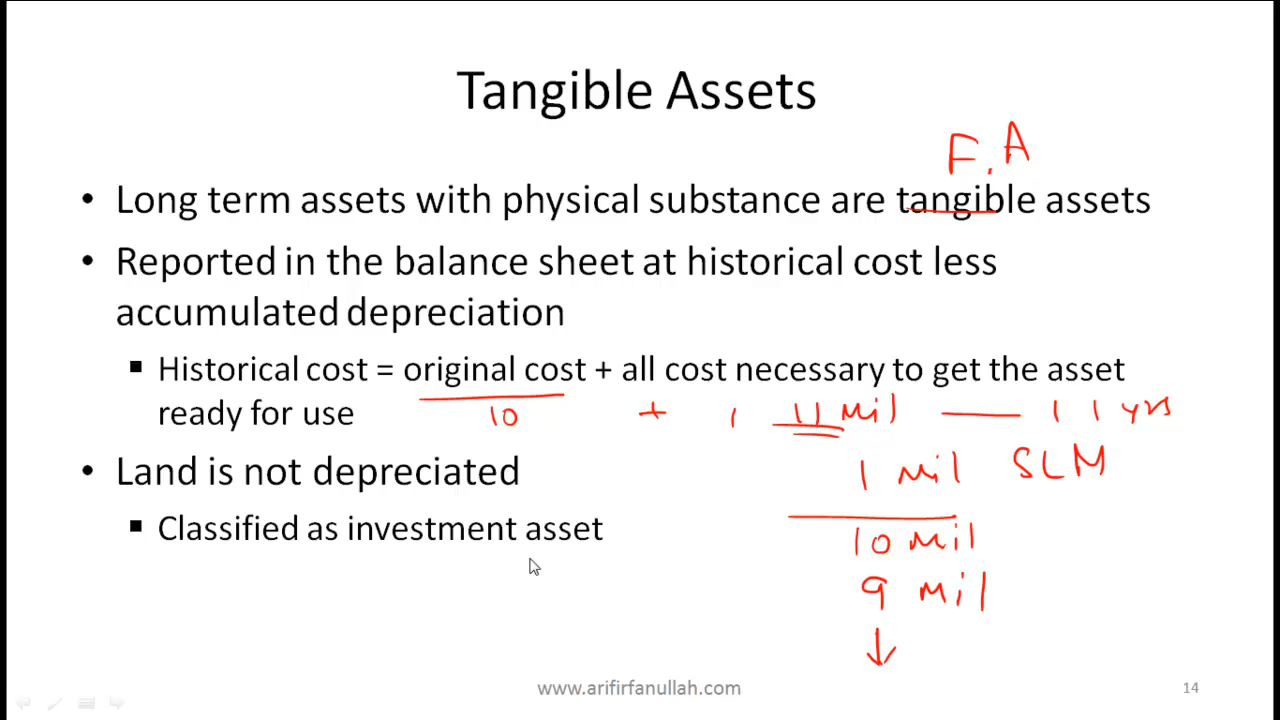 Tangible Assets
F.A
• Long term assets with physical substance are tangible assets
• Reported in the balance sheet at historical cost less
accumulated depreciation
▪ Historical cost = original cost + all cost necessary to get the asset
ready for use 10 + 1 11 Mil — 11 yrs
1 Mil SLM
• Land is not depreciated
10 Mil
▪ Classified as investment asset
9 Mil
↓
www.arifirfanullah.com 14